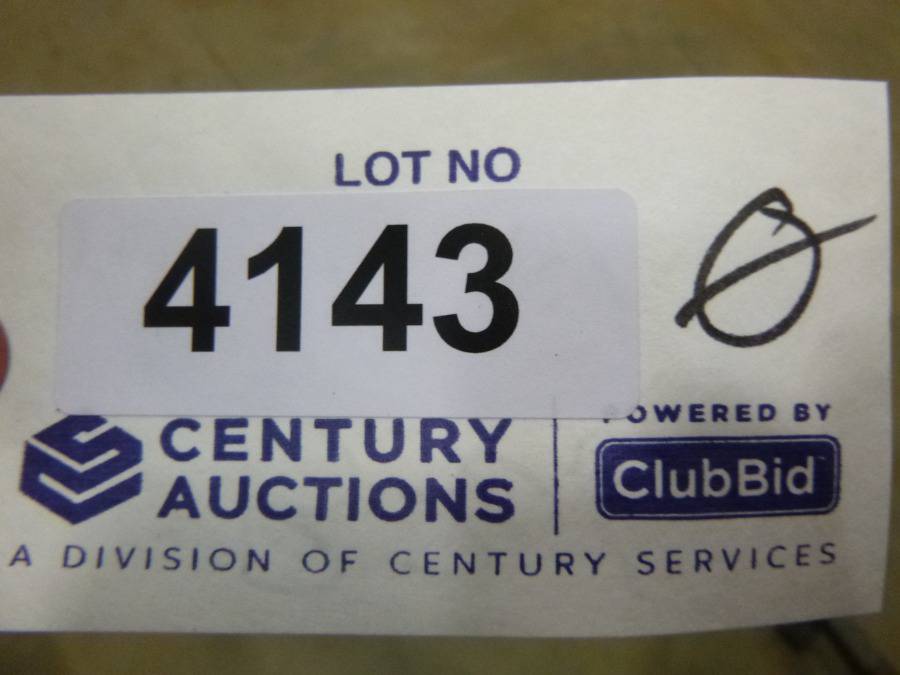 LOT NO
4143
Ø
CENTURY
AUCTIONS
POWERED BY
ClubBid
A DIVISION OF CENTURY SERVICES